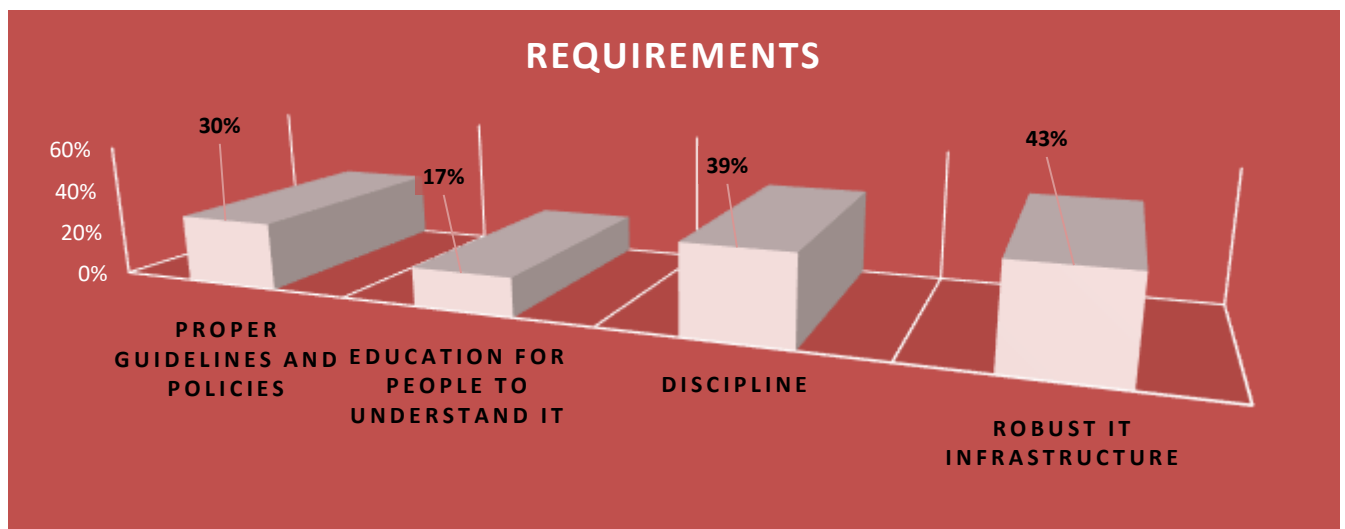 REQUIREMENTS
30%
17%
39%
43%
60%
40%
20%
0%
PROPER
GUIDELINES AND
POLICIES
EDUCATION FOR
PEOPLE TO
UNDERSTAND IT
DISCIPLINE
ROBUST IT
INFRASTRUCTURE